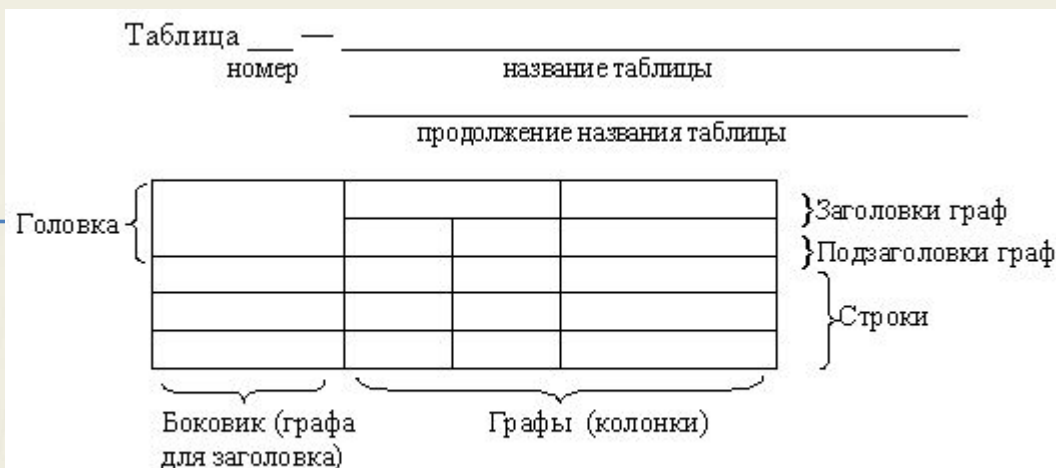 Таблица ___ — ___
номер
название таблицы
продолжение названия таблицы
Головка
Заголовки граф
Подзаголовки граф
Строки
Боковик (графа
для заголовка)
Графы (колонки)